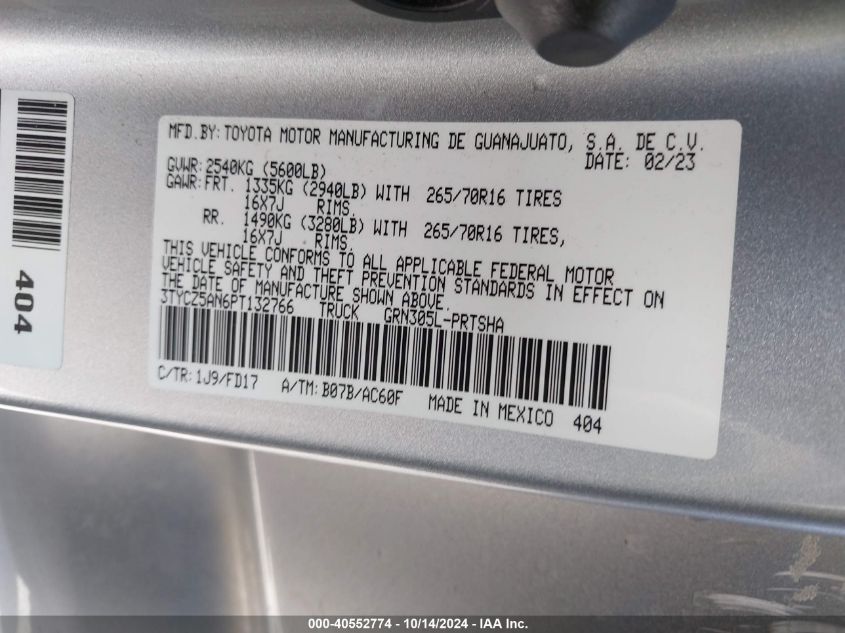 MFD.BY: TOYOTA MOTOR MANUFACTURING DE GUANAJUATO, S.A. DE C.V.
DATE: 02/23
GVWR: 2540KG (5600LB)
GAWR: FRT. 1335KG (2940LB) WITH 265/70R16 TIRES
16X7J RIMS.
RR. 1490KG (3280LB) WITH 265/70R16 TIRES,
16X7J RIMS.
THIS VEHICLE CONFORMS TO ALL APPLICABLE FEDERAL MOTOR
VEHICLE SAFETY AND THEFT PREVENTION STANDARDS IN EFFECT ON
THE DATE OF MANUFACTURE SHOWN ABOVE.
3TYCZ5AN6PT132766 TRUCK GRN305L-PRTSHA
C/TR: 1J9/FD17 A/TM: B07B/AC60F MADE IN MEXICO 404
404
000-40552774 - 10/14/2024 - IAA Inc.